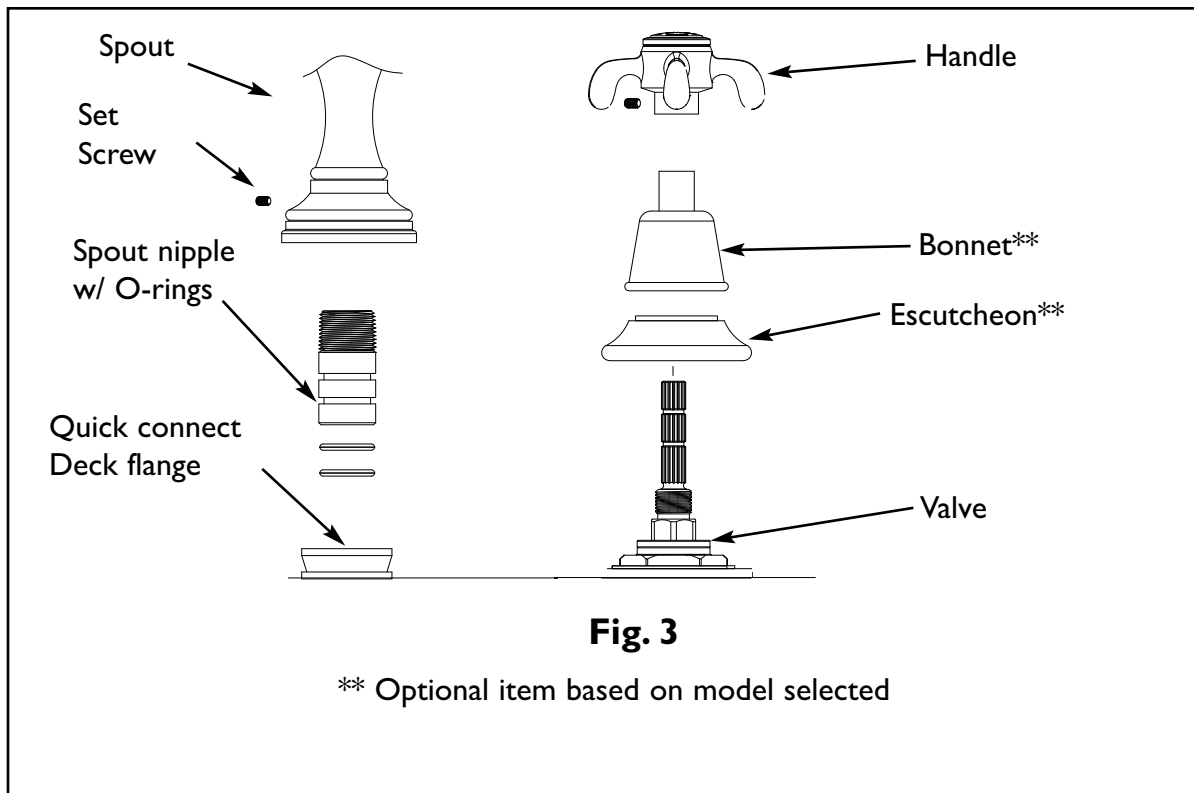 Spout
Set
Screw
Spout nipple
w/ O-rings
Quick connect
Deck flange
Handle
Bonnet**
Escutcheon**
Valve
Fig. 3
** Optional item based on model selected